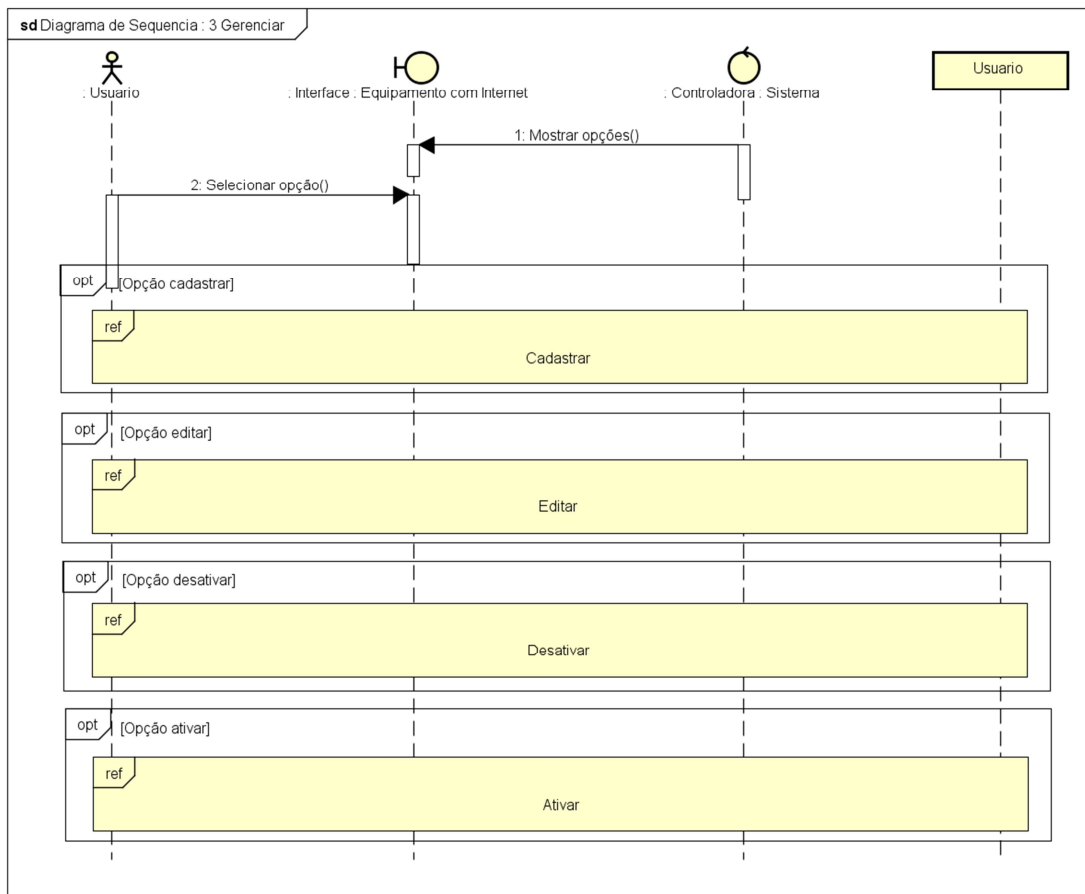 sd Diagrama de Sequencia : 3 Gerenciar
: Usuario
: Interface : Equipamento com Internet
: Controladora : Sistema
Usuario
1: Mostrar opções()
2: Selecionar opção()
opt
[Opção cadastrar]
ref
Cadastrar
opt
[Opção editar]
ref
Editar
opt
[Opção desativar]
ref
Desativar
opt
[Opção ativar]
ref
Ativar